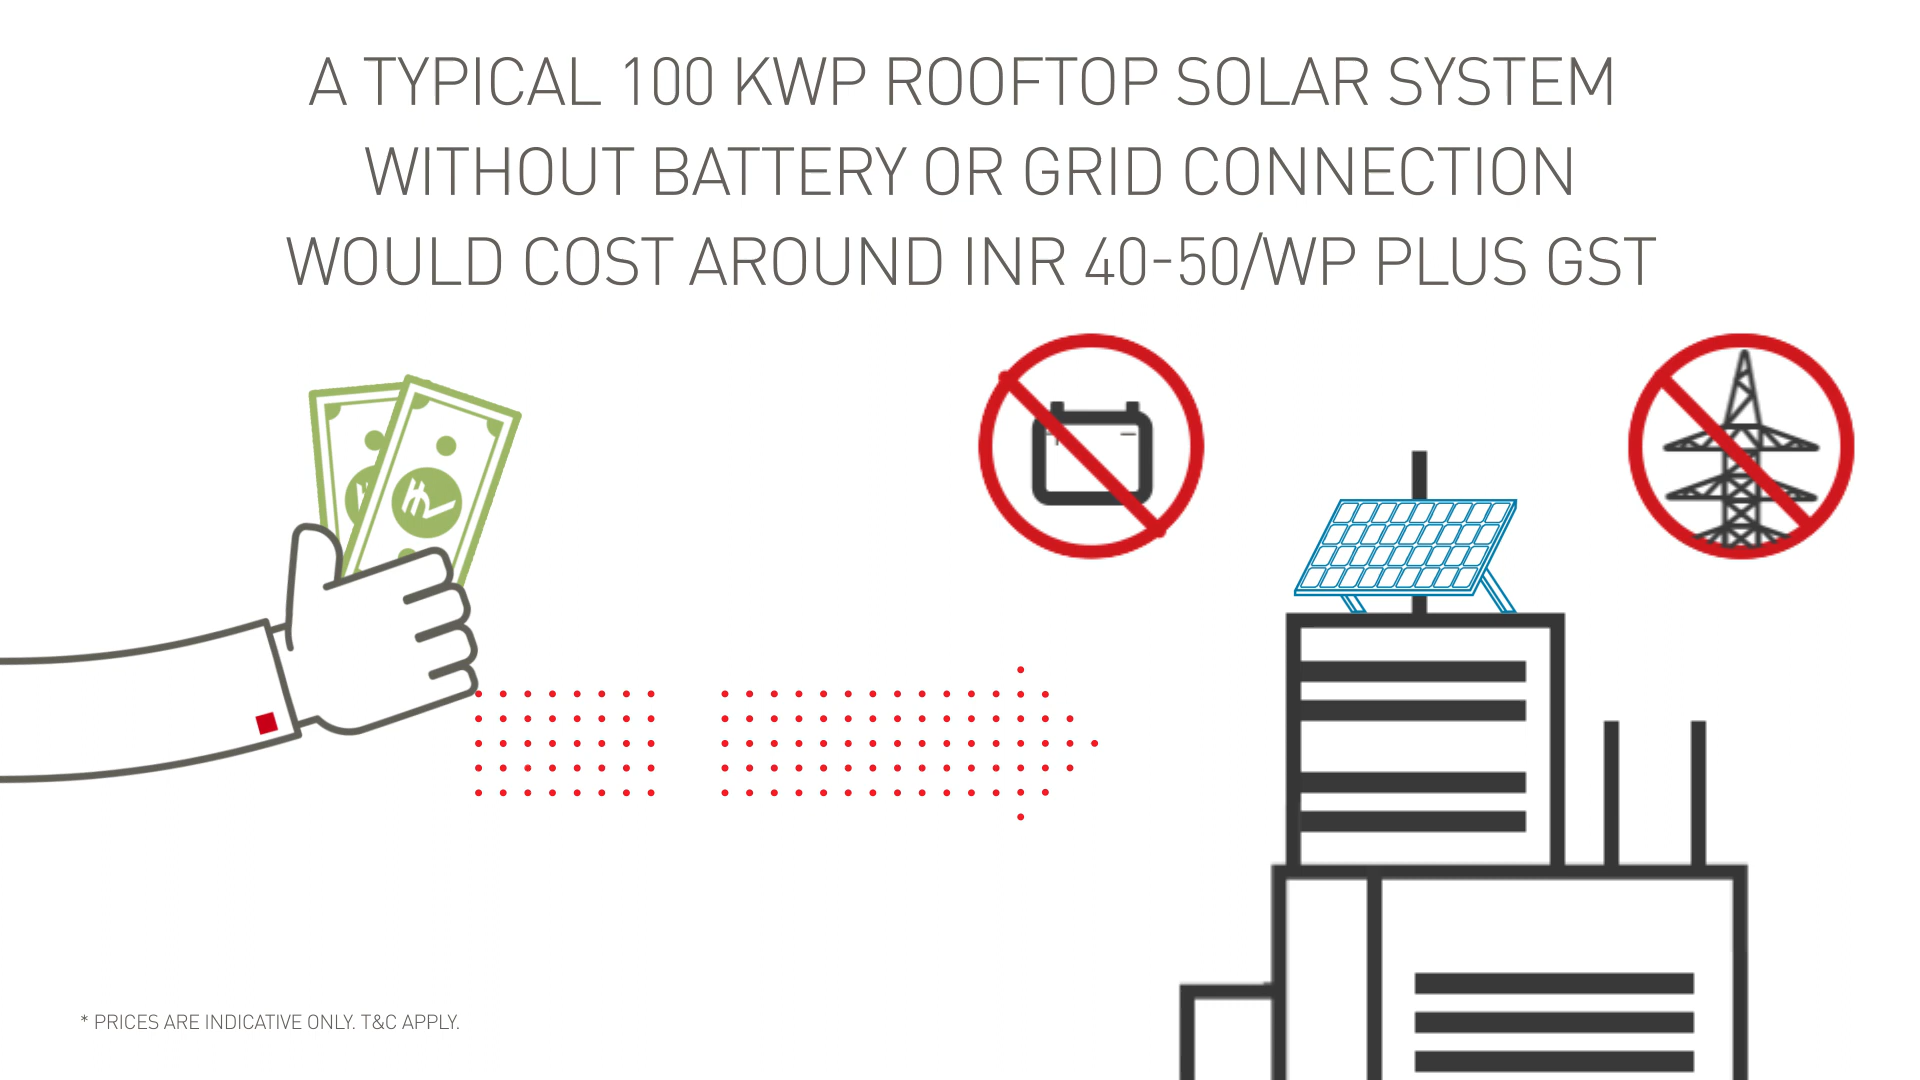 A TYPICAL 100 KWP ROOFTOP SOLAR SYSTEM
WITHOUT BATTERY OR GRID CONNECTION
WOULD COST AROUND INR 40-50/WP PLUS GST
* PRICES ARE INDICATIVE ONLY. T&C APPLY.